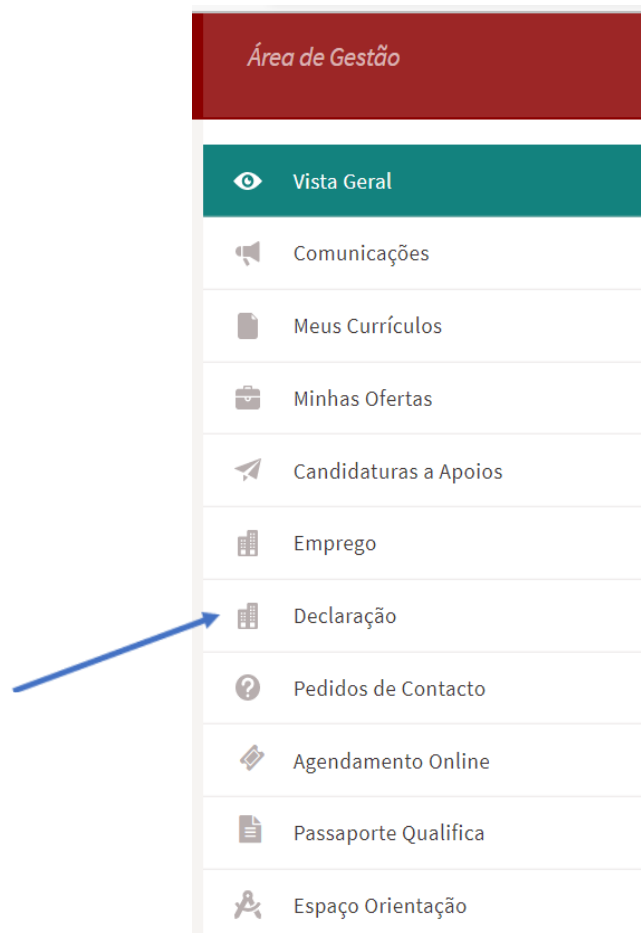 Área de Gestão
Vista Geral
Comunicações
Meus Currículos
Minhas Ofertas
Candidaturas a Apoios
Emprego
Declaração
Pedidos de Contacto
Agendamento Online
Passaporte Qualifica
Espaço Orientação